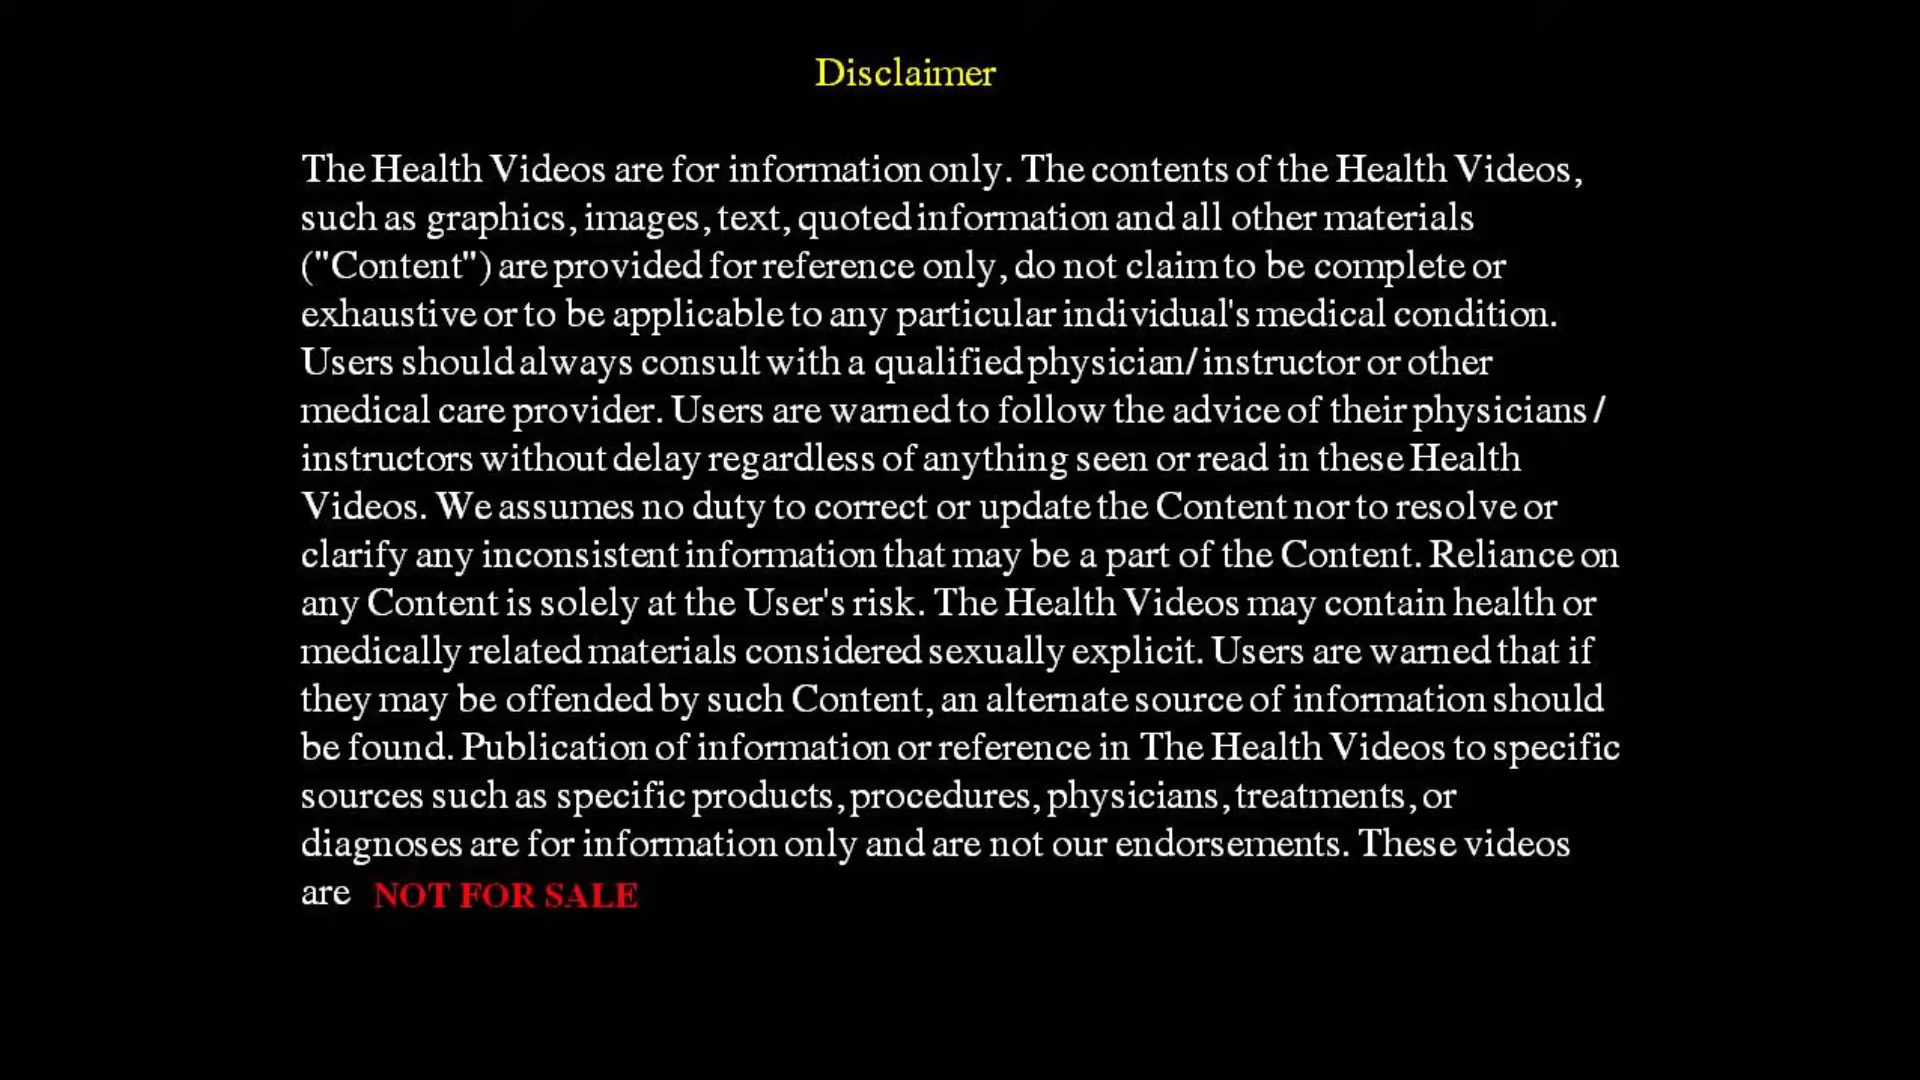 Disclaimer
The Health Videos are for information only. The contents of the Health Videos,
such as graphics, images, text, quoted information and all other materials
("Content") are provided for reference only, do not claim to be complete or
exhaustive or to be applicable to any particular individual's medical condition.
Users should always consult with a qualified physician/ instructor or other
medical care provider. Users are warned to follow the advice of their physicians /
instructors without delay regardless of anything seen or read in these Health
Videos. We assumes no duty to correct or update the Content nor to resolve or
clarify any inconsistent information that may be a part of the Content. Reliance on
any Content is solely at the User's risk. The Health Videos may contain health or
medically related materials considered sexually explicit. Users are warned that if
they may be offended by such Content, an alternate source of information should
be found. Publication of information or reference in The Health Videos to specific
sources such as specific products, procedures, physicians, treatments, or
diagnoses are for information only and are not our endorsements. These videos
are NOT FOR SALE